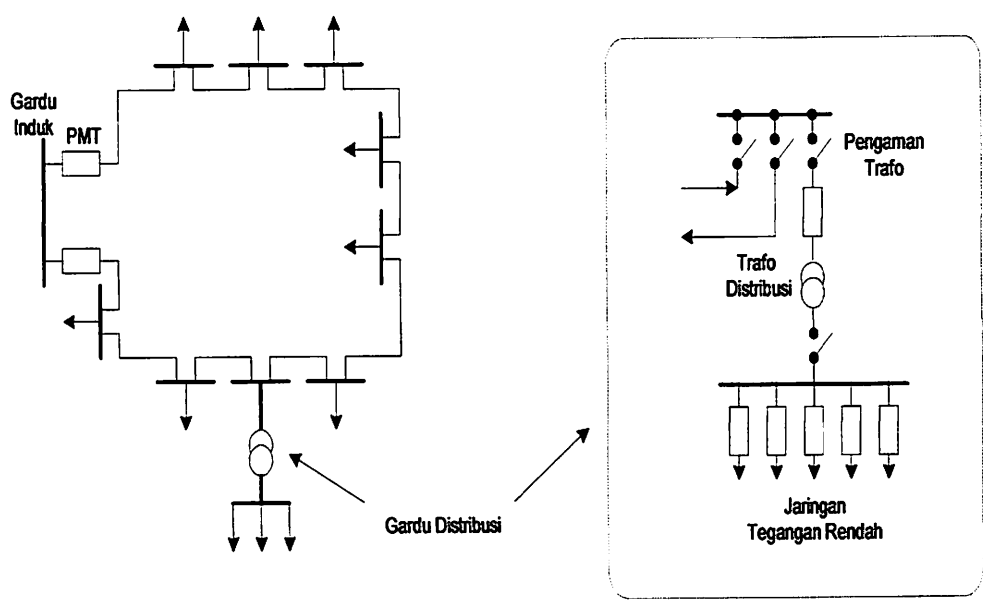 Gardu
Induk
PMT
Pengaman
Trafo
Trafo
Distribusi
Gardu Distribusi
Jaringan
Tegangan Rendah